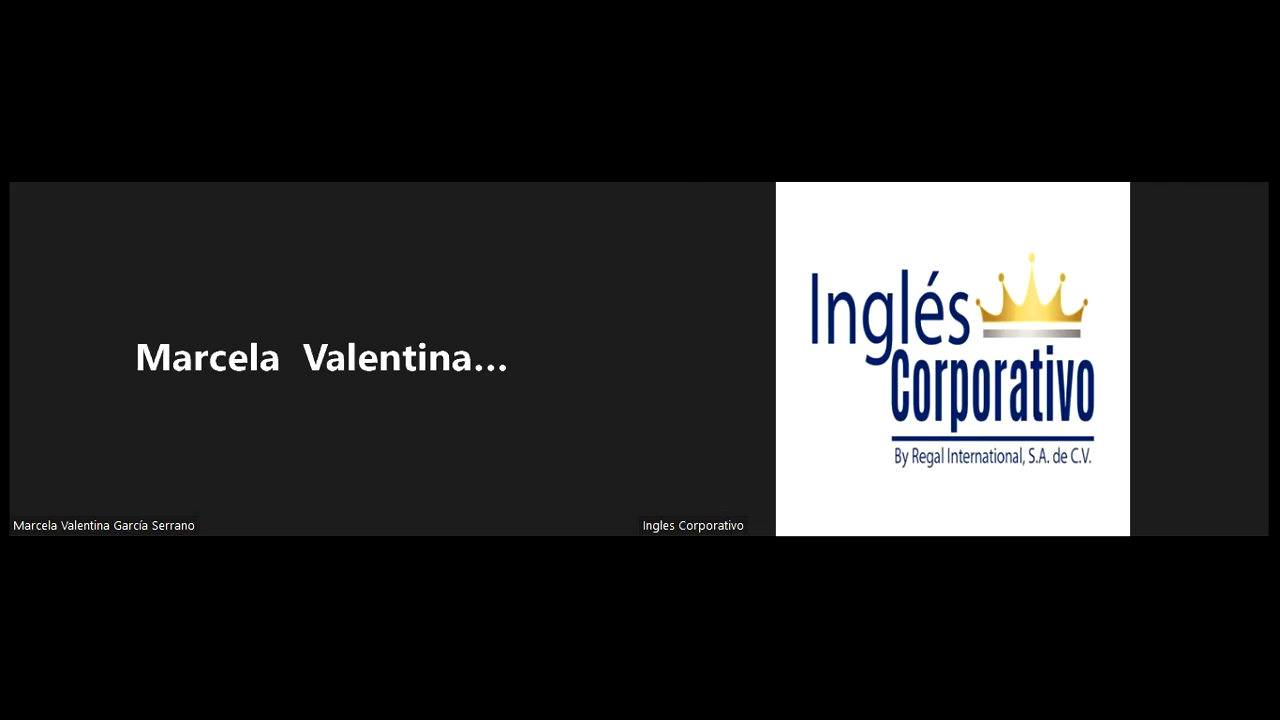 Marcela Valentina...
Marcela Valentina García Serrano
Ingles Corporativo
Inglés
Corporativo
By Regal International, S.A. de C.V.